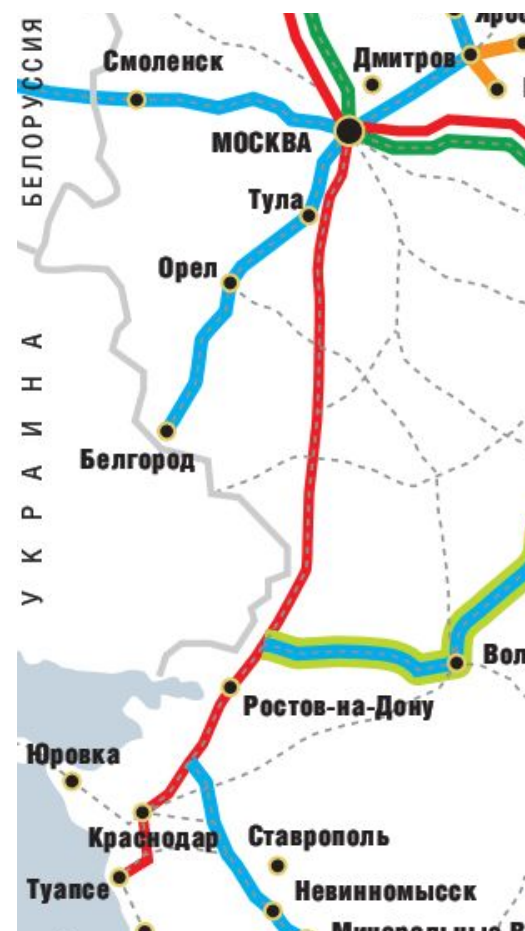 БЕЛОРУССИЯ
Смоленск
Дмитров
МОСКВА
Тула
Орел
УКРАИНА
Белгород
Ростов-на-Дону
Юровка
Краснодар
Ставрополь
Туапсе
Невинномысск